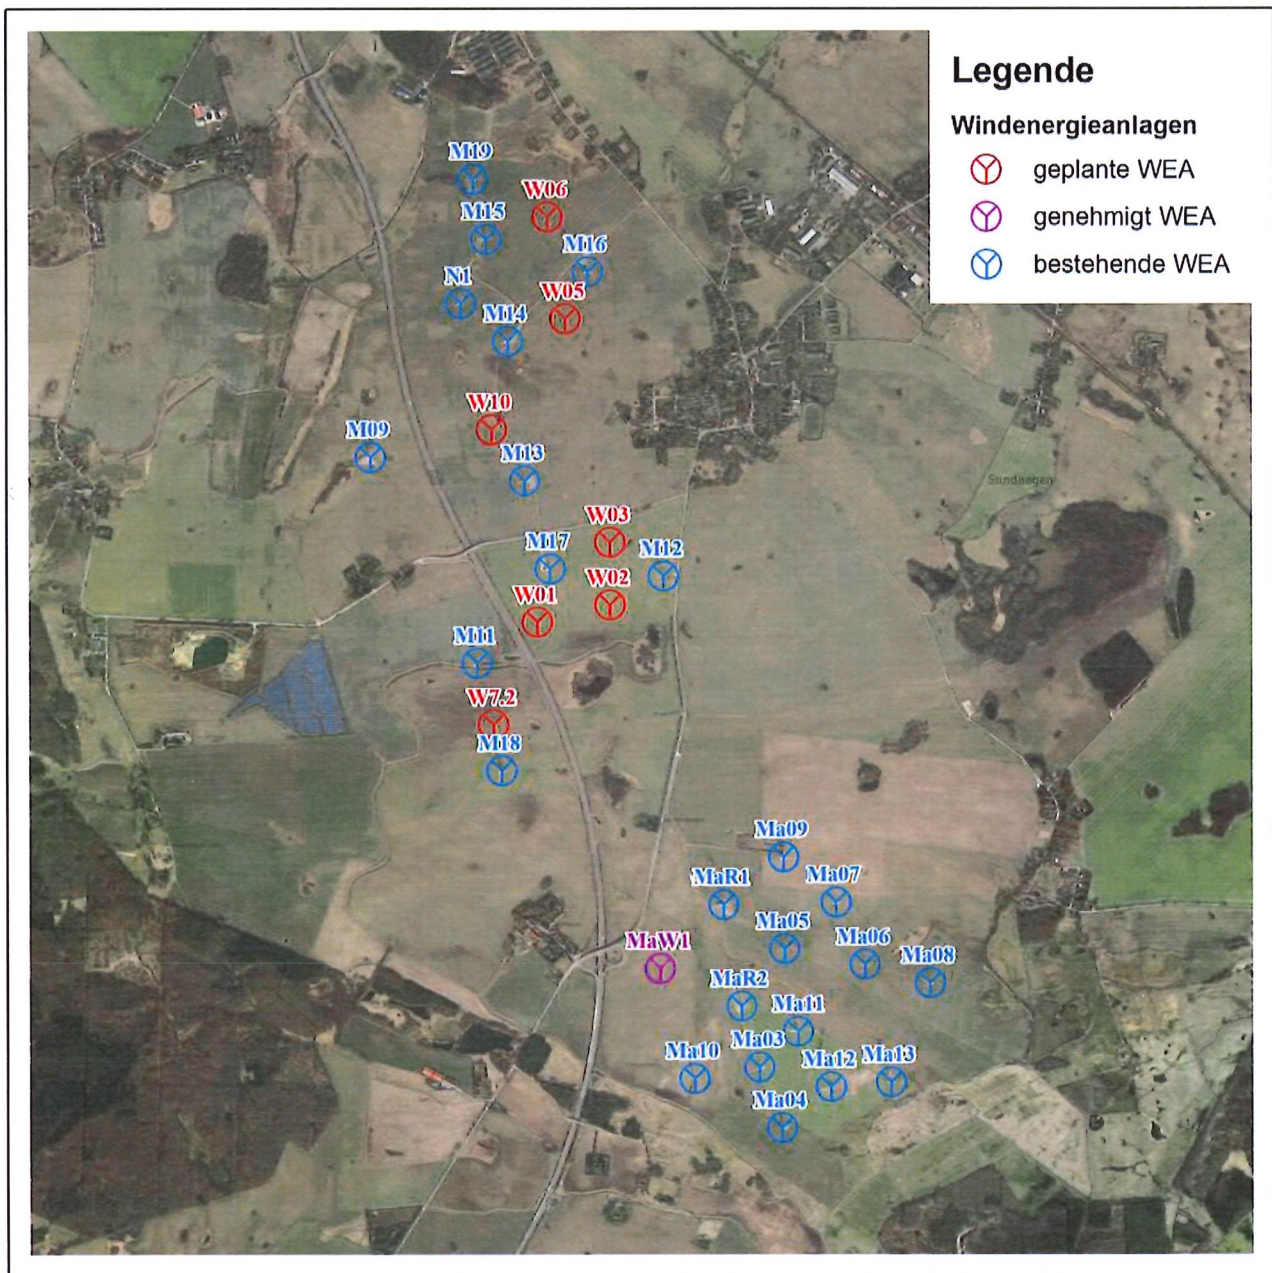 Legende
Windenergieanlagen
geplante WEA
genehmigt WEA
bestehende WEA
M19
W06
M15
M16
N1
W05
M14
W10
M09
M13
W03
M17
M12
W02
W01
M11
W7.2
M18
Ma09
MaR1
Ma07
Ma05
MaW1
Ma06
Ma08
MaR2
Ma11
Ma10
Ma03
Ma12
Ma13
Ma04